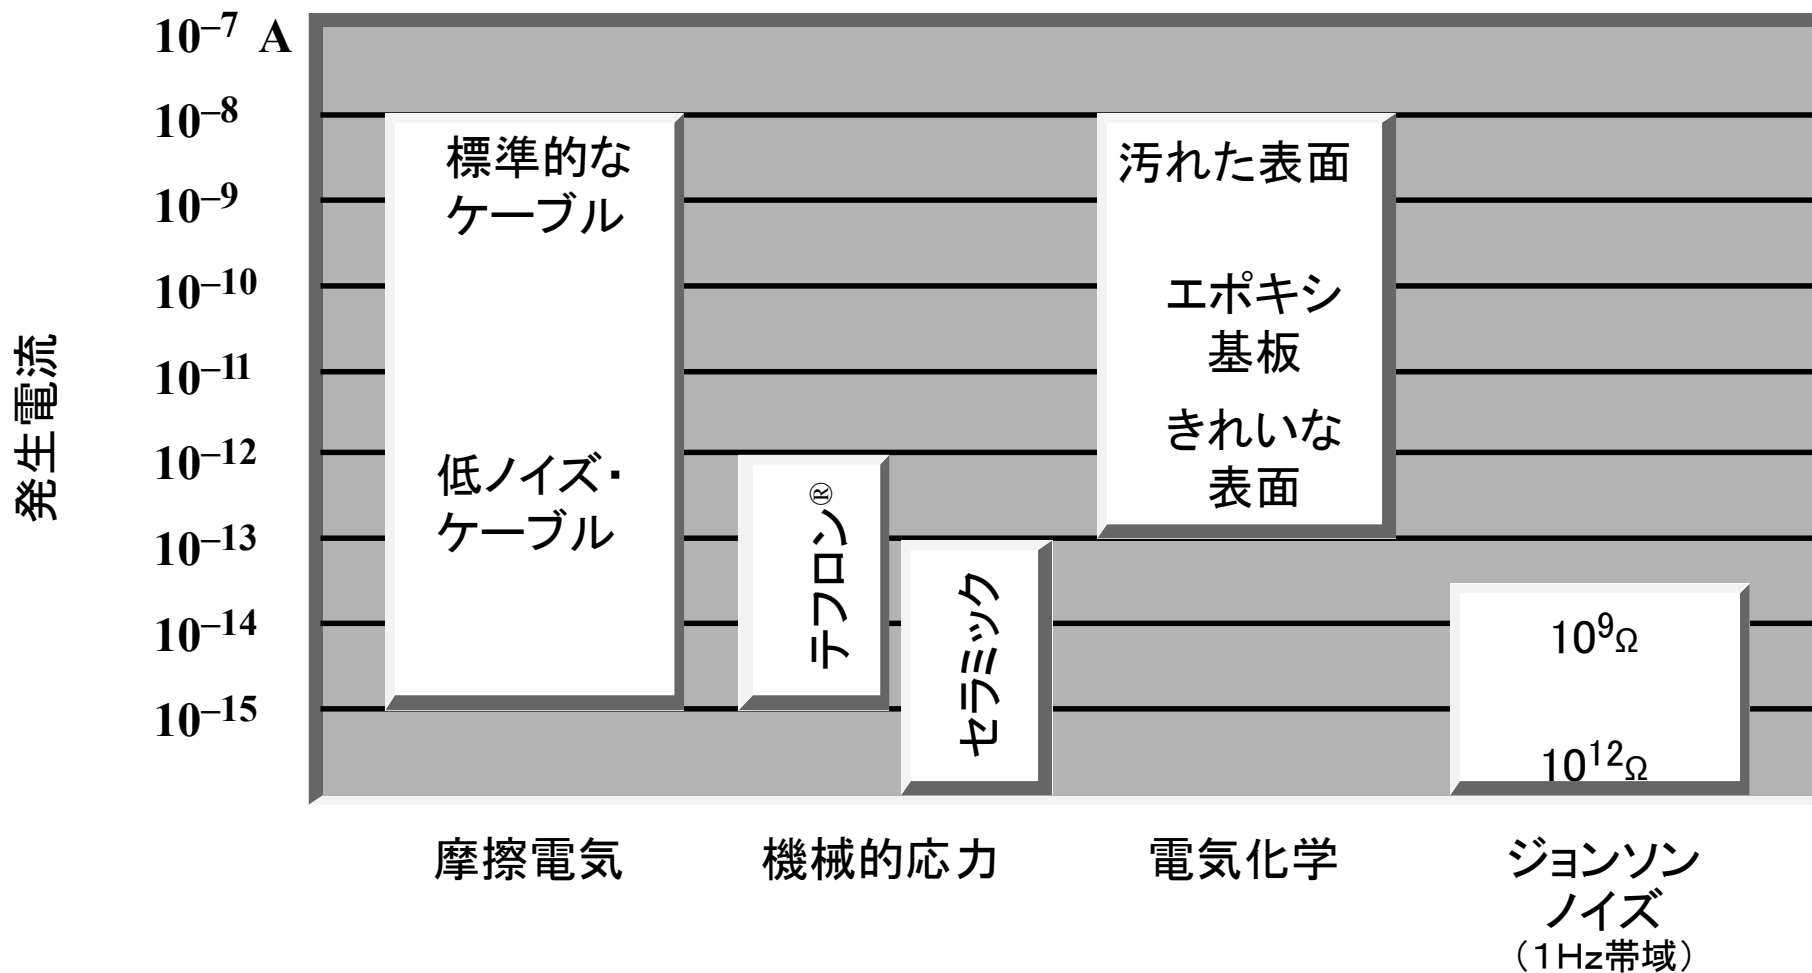 10⁻⁷ A
10⁻⁸
10⁻⁹
10⁻¹⁰
10⁻¹¹
10⁻¹²
10⁻¹³
10⁻¹⁴
10⁻¹⁵
発生電流
標準的な
ケーブル
低ノイズ・
ケーブル
テフロン®
セラミック
汚れた表面
エポキシ
基板
きれいな
表面
10⁹Ω
10¹²Ω
摩擦電気
機械的応力
電気化学
ジョンソン
ノイズ
（1Hz帯域）